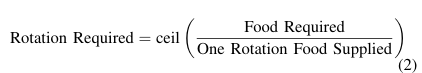 Rotation Required = ceil ( Food Required / One Rotation Food Supplied )
(2)